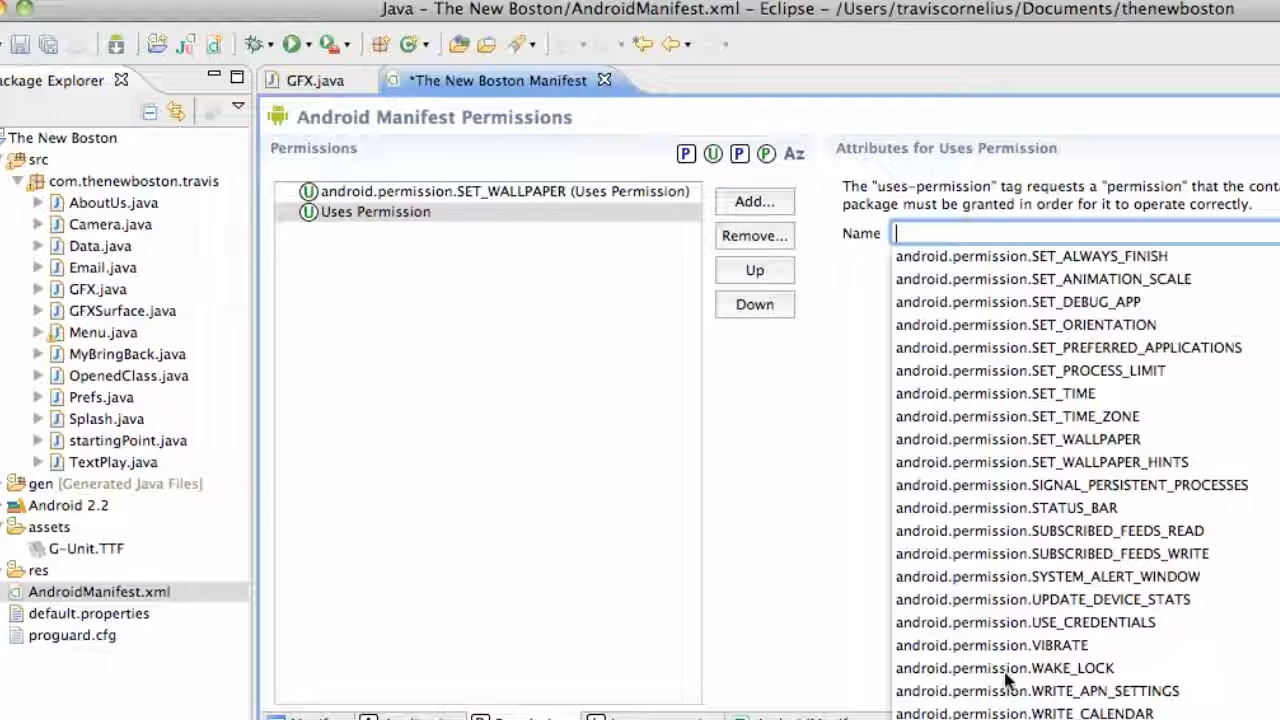 Java - The New Boston/AndroidManifest.xml - Eclipse - /Users/traviscornelius/Documents/thenewboston
ackage Explorer
GFX.java
*The New Boston Manifest
The New Boston
src
com.thenewboston.travis
AboutUs.java
Camera.java
Data.java
Email.java
GFX.java
GFXSurface.java
Menu.java
MyBringBack.java
OpenedClass.java
Prefs.java
Splash.java
startingPoint.java
TextPlay.java
gen [Generated Java Files]
Android 2.2
assets
G-Unit.TTF
res
AndroidManifest.xml
default.properties
proguard.cfg
Android Manifest Permissions
Permissions
P U P P Az
U android.permission.SET_WALLPAPER (Uses Permission)
U Uses Permission
Add...
Remove...
Up
Down
Attributes for Uses Permission
The "uses-permission" tag requests a "permission" that the cont
package must be granted in order for it to operate correctly.
Name
android.permission.SET_ALWAYS_FINISH
android.permission.SET_ANIMATION_SCALE
android.permission.SET_DEBUG_APP
android.permission.SET_ORIENTATION
android.permission.SET_PREFERRED_APPLICATIONS
android.permission.SET_PROCESS_LIMIT
android.permission.SET_TIME
android.permission.SET_TIME_ZONE
android.permission.SET_WALLPAPER
android.permission.SET_WALLPAPER_HINTS
android.permission.SIGNAL_PERSISTENT_PROCESSES
android.permission.STATUS_BAR
android.permission.SUBSCRIBED_FEEDS_READ
android.permission.SUBSCRIBED_FEEDS_WRITE
android.permission.SYSTEM_ALERT_WINDOW
android.permission.UPDATE_DEVICE_STATS
android.permission.USE_CREDENTIALS
android.permission.VIBRATE
android.permission.WAKE_LOCK
android.permission.WRITE_APN_SETTINGS
android.permission.WRITE_CALENDAR